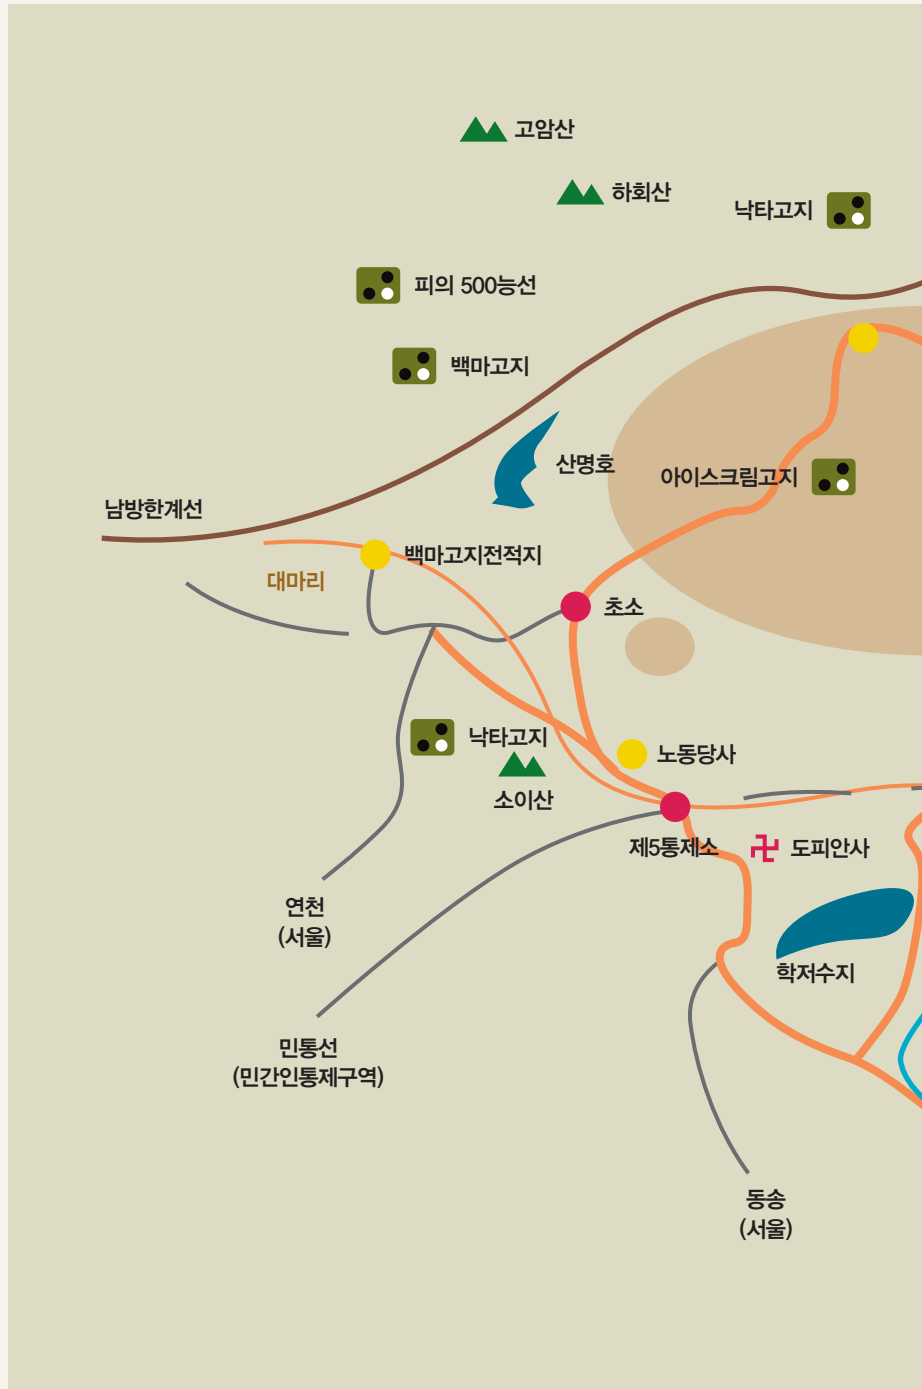 고암산
하회산
낙타고지
피의 500능선
백마고지
산명호
아이스크림고지
남방한계선
백마고지전적지
대마리
초소
낙타고지
노동당사
소이산
제5통제소
도피안사
연천
(서울)
학저수지
민통선
(민간인통제구역)
동송
(서울)